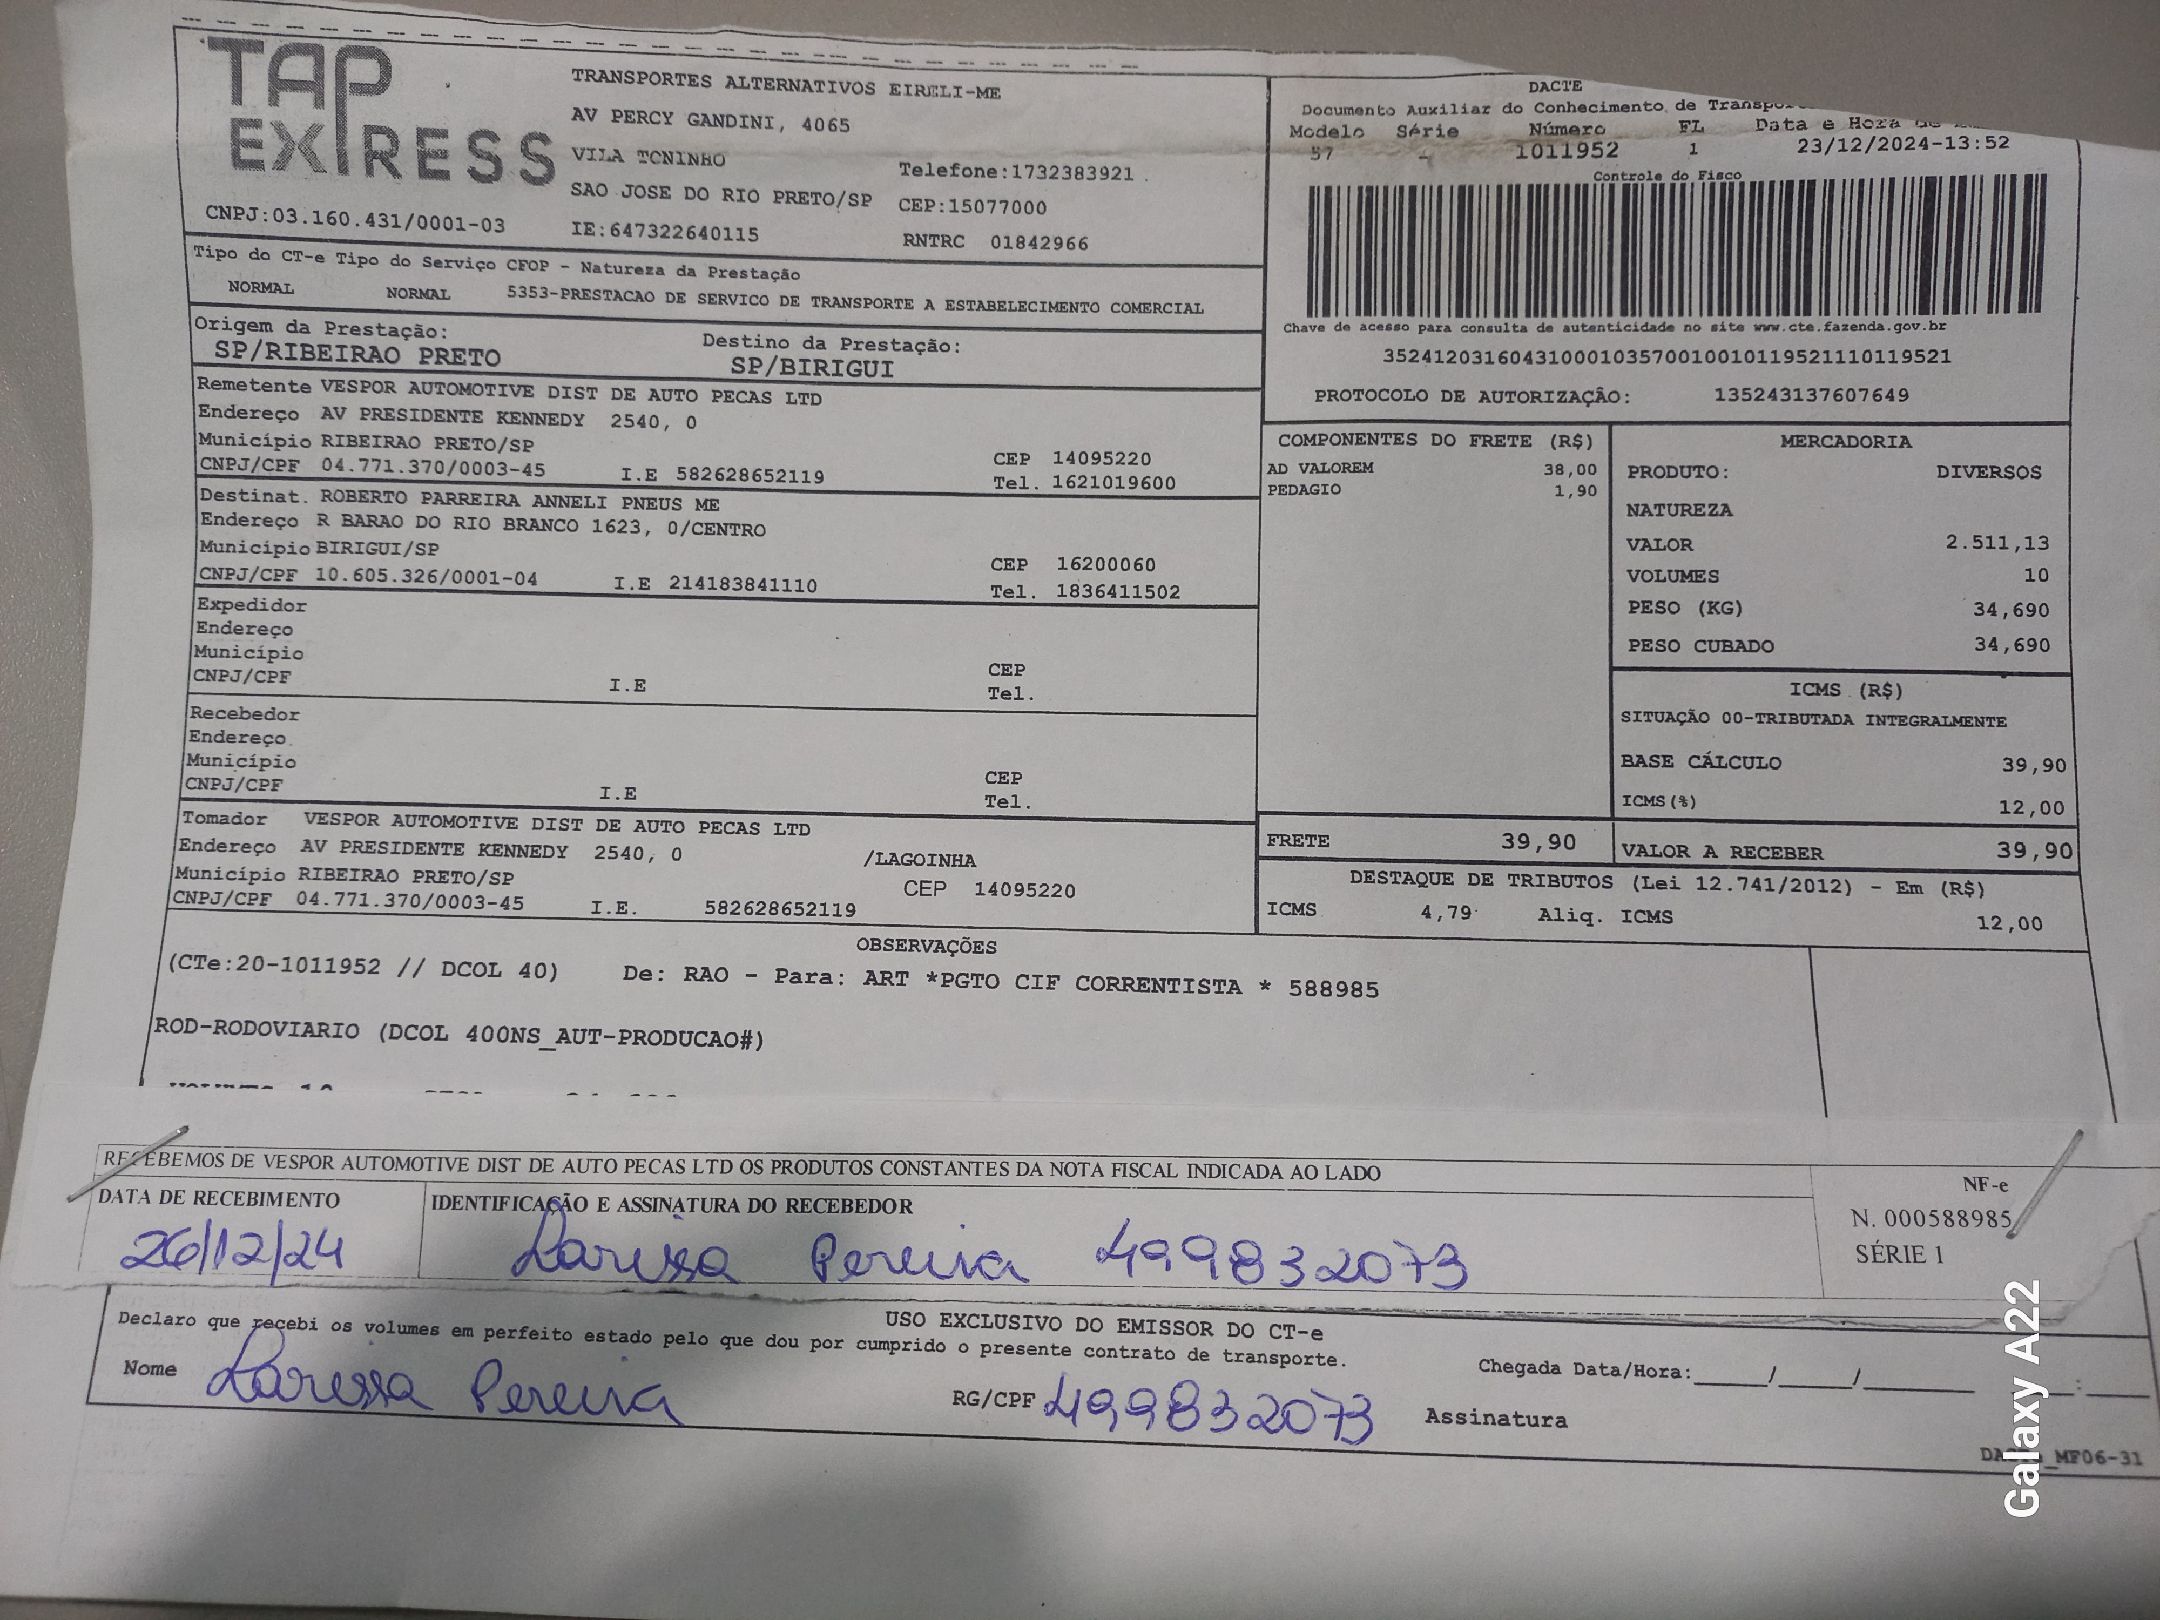 TAP EXPRESS
TRANSPORTES ALTERNATIVOS EIRELI-ME
AV PERCY GANDINI, 4065
VILA TONINHO
Telefone:1732383921
SAO JOSE DO RIO PRETO/SP CEP:15077000
CNPJ:03.160.431/0001-03 IE:647322640115 RNTRC 01842966
DACTE
Documento Auxiliar do Conhecimento de
Modelo Série Número FL Data e Hora
57 1011952 1 23/12/2024-13:52
Controle do Fisco
Chave de acesso para consulta de autenticidade no site www.cte.fazenda.gov.br
35241203160431000103570010010119521110119521
PROTOCOLO DE AUTORIZAÇÃO: 135243137607649
Tipo do CT-e Tipo do Serviço CFOP - Natureza da Prestação
NORMAL NORMAL 5353-PRESTACAO DE SERVICO DE TRANSPORTE A ESTABELECIMENTO COMERCIAL
Origem da Prestação: Destino da Prestação:
SP/RIBEIRAO PRETO SP/BIRIGUI
Remetente VESPOR AUTOMOTIVE DIST DE AUTO PECAS LTD
Endereço AV PRESIDENTE KENNEDY 2540, 0
Município RIBEIRAO PRETO/SP CEP 14095220
CNPJ/CPF 04.771.370/0003-45 I.E 582628652119 Tel. 1621019600
Destinat. ROBERTO PARREIRA ANNELI PNEUS ME
Endereço R BARAO DO RIO BRANCO 1623, 0/CENTRO
Município BIRIGUI/SP CEP 16200060
CNPJ/CPF 10.605.326/0001-04 I.E 214183841110 Tel. 1836411502
Expedidor
Endereço
Município CEP
CNPJ/CPF I.E Tel.
Recebedor
Endereço
Município CEP
CNPJ/CPF I.E Tel.
Tomador VESPOR AUTOMOTIVE DIST DE AUTO PECAS LTD
Endereço AV PRESIDENTE KENNEDY 2540, 0 /LAGOINHA
Município RIBEIRAO PRETO/SP CEP 14095220
CNPJ/CPF 04.771.370/0003-45 I.E. 582628652119
COMPONENTES DO FRETE (R$)
AD VALOREM 38,00
PEDAGIO 1,90
MERCADORIA
PRODUTO: DIVERSOS
NATUREZA
VALOR 2.511,13
VOLUMES 10
PESO (KG) 34,690
PESO CUBADO 34,690
ICMS (R$)
SITUAÇÃO 00-TRIBUTADA INTEGRALMENTE
BASE CÁLCULO 39,90
ICMS(%) 12,00
FRETE 39,90 VALOR A RECEBER 39,90
DESTAQUE DE TRIBUTOS (Lei 12.741/2012) - Em (R$)
ICMS 4,79 Aliq. ICMS 12,00
OBSERVAÇÕES
(CTe:20-1011952 // DCOL 40) De: RAO - Para: ART *PGTO CIF CORRENTISTA * 588985
ROD-RODOVIARIO (DCOL 400NS_AUT-PRODUCAO#)
RECEBEMOS DE VESPOR AUTOMOTIVE DIST DE AUTO PECAS LTD OS PRODUTOS CONSTANTES DA NOTA FISCAL INDICADA AO LADO
DATA DE RECEBIMENTO IDENTIFICAÇÃO E ASSINATURA DO RECEBEDOR
26/12/24 Larissa Pereira 499832073
NF-e
N. 000588985
SÉRIE 1
USO EXCLUSIVO DO EMISSOR DO CT-e
Declaro que recebi os volumes em perfeito estado pelo que dou por cumprido o presente contrato de transporte.
Nome Larissa Pereira RG/CPF 499832073 Assinatura
Chegada Data/Hora:_____/_____/________ :____
MF06-31
Galaxy A22